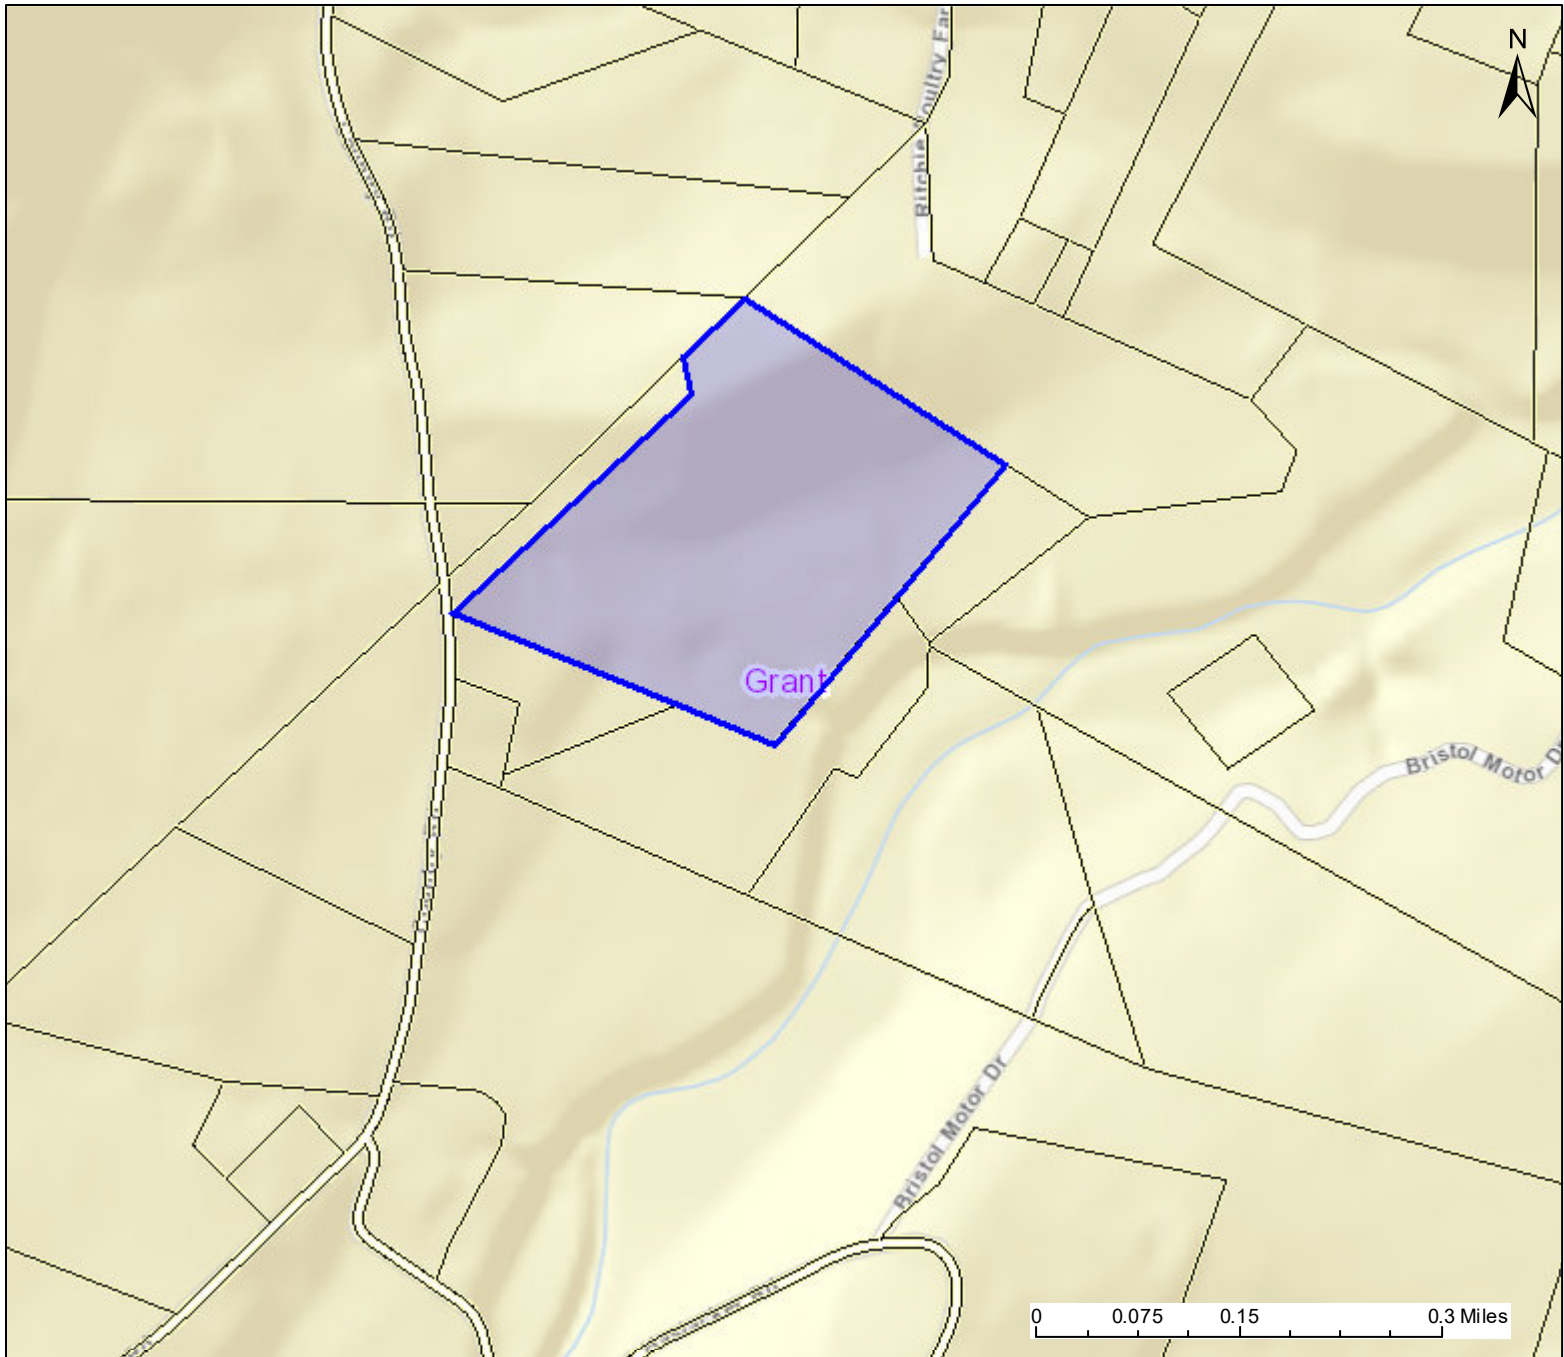 N
Ritchie Poultry Far
Grant
Bristol Motor Dr
Bristol Motor Dr
0 0.075 0.15 0.3 Miles